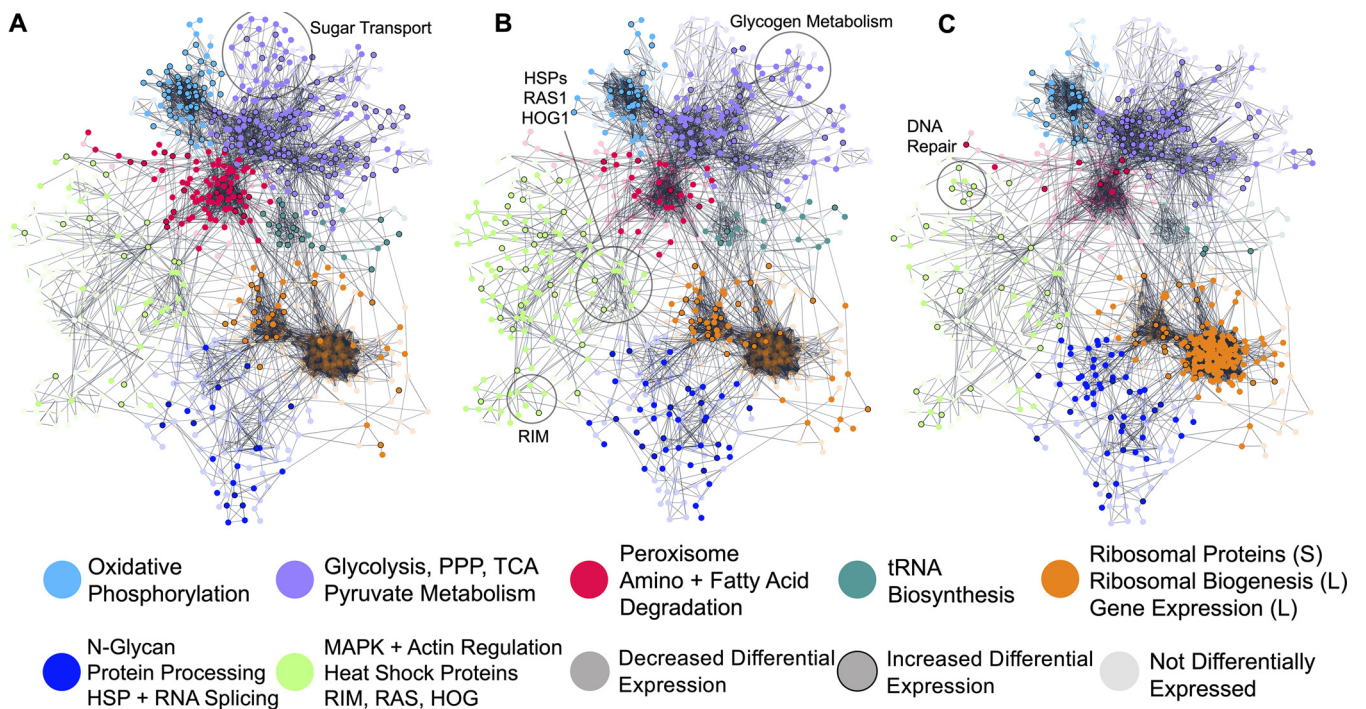 A
Sugar Transport
B
Glycogen Metabolism
HSPs
RAS1
HOG1
RIM
C
DNA
Repair
Oxidative
Phosphorylation
Glycolysis, PPP, TCA
Pyruvate Metabolism
Peroxisome
Amino + Fatty Acid
Degradation
tRNA
Biosynthesis
Ribosomal Proteins (S)
Ribosomal Biogenesis (L)
Gene Expression (L)
N-Glycan
Protein Processing
HSP + RNA Splicing
MAPK + Actin Regulation
Heat Shock Proteins
RIM, RAS, HOG
Decreased Differential
Expression
Increased Differential
Expression
Not Differentially
Expressed